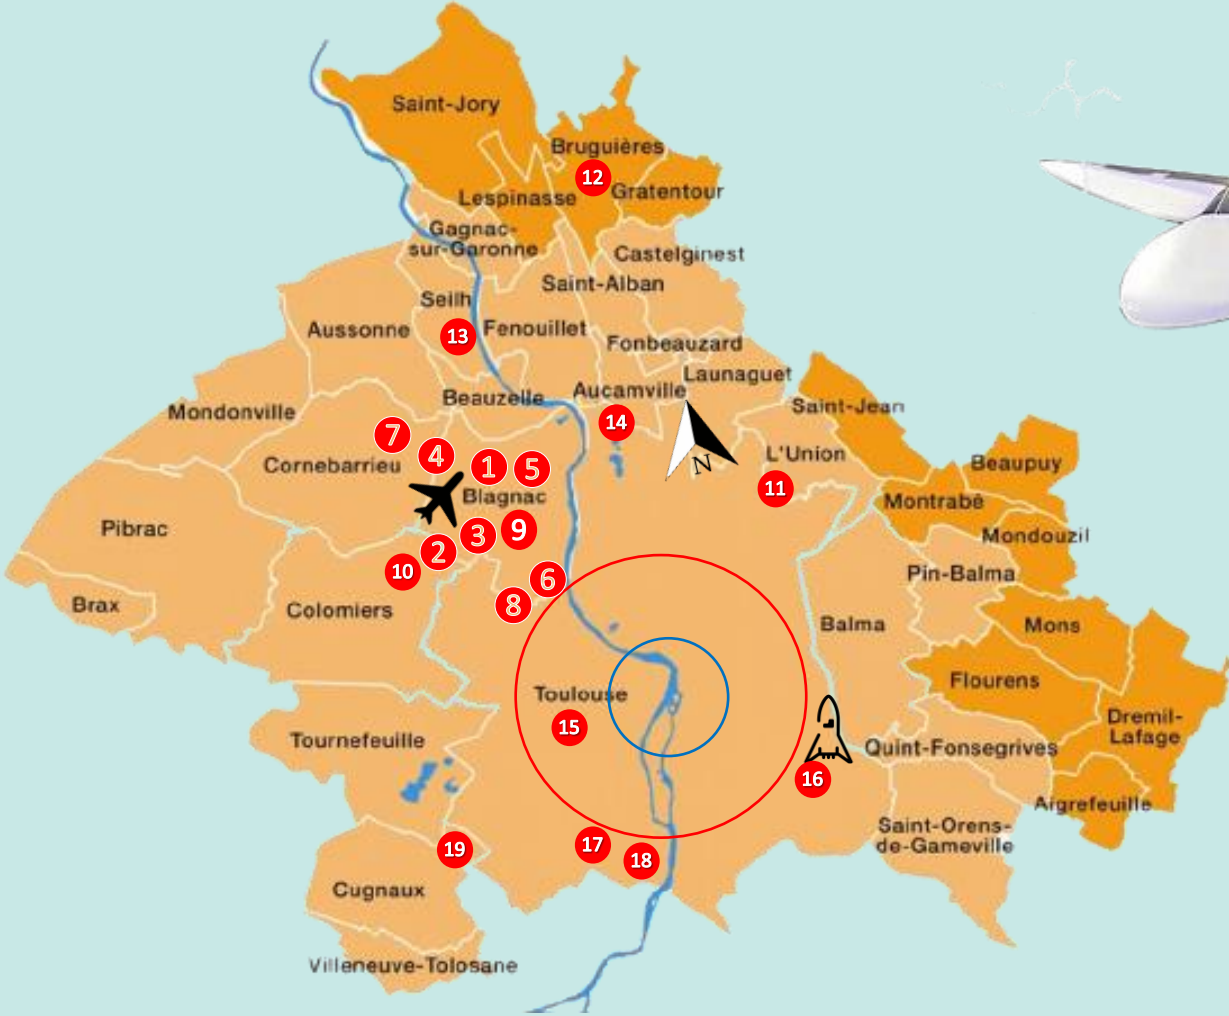 Saint-Jory
Bruguières
12
Lespinasse
Gratentour
Gagnac-
sur-Garonne
Castelginest
Saint-Alban
Seilh
13
Fenouillet
Aussonne
Fonbeauzard
Launaguet
Beauzelle
Aucamville
Mondonville
Saint-Jean
14
7
4
1
5
Cornebarrieu
N
L'Union
Beaupuy
11
Blagnac
Montrabé
Pibrac
3
9
Mondouzil
2
10
6
Pin-Balma
Brax
8
Colomiers
Balma
Mons
Flourens
Toulouse
15
Dremil-
Lafage
Tournefeuille
Quint-Fonsegrives
16
Aigrefeuille
Saint-Orens-
de-Gameville
19
17
18
Cugnaux
Villeneuve-Tolosane